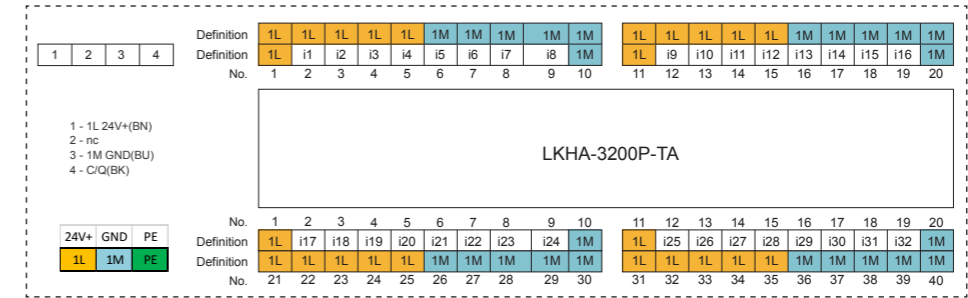 Definition 1L 1L 1L 1L 1L 1M 1M 1M 1M 1M 1L 1L 1L 1L 1L 1M 1M 1M 1M 1M
1 2 3 4 Definition 1L i1 i2 i3 i4 i5 i6 i7 i8 1M 1L i9 i10 i11 i12 i13 i14 i15 i16 1M
No. 1 2 3 4 5 6 7 8 9 10 11 12 13 14 15 16 17 18 19 20
1 - 1L 24V+(BN)
2 - nc
3 - 1M GND(BU)
4 - C/Q(BK)
LKHA-3200P-TA
No. 1 2 3 4 5 6 7 8 9 10 11 12 13 14 15 16 17 18 19 20
24V+ GND PE
Definition 1L i17 i18 i19 i20 i21 i22 i23 i24 1M 1L i25 i26 i27 i28 i29 i30 i31 i32 1M
1L 1M PE
Definition 1L 1L 1L 1L 1L 1M 1M 1M 1M 1M 1L 1L 1L 1L 1L 1M 1M 1M 1M 1M
No. 21 22 23 24 25 26 27 28 29 30 31 32 33 34 35 36 37 38 39 40